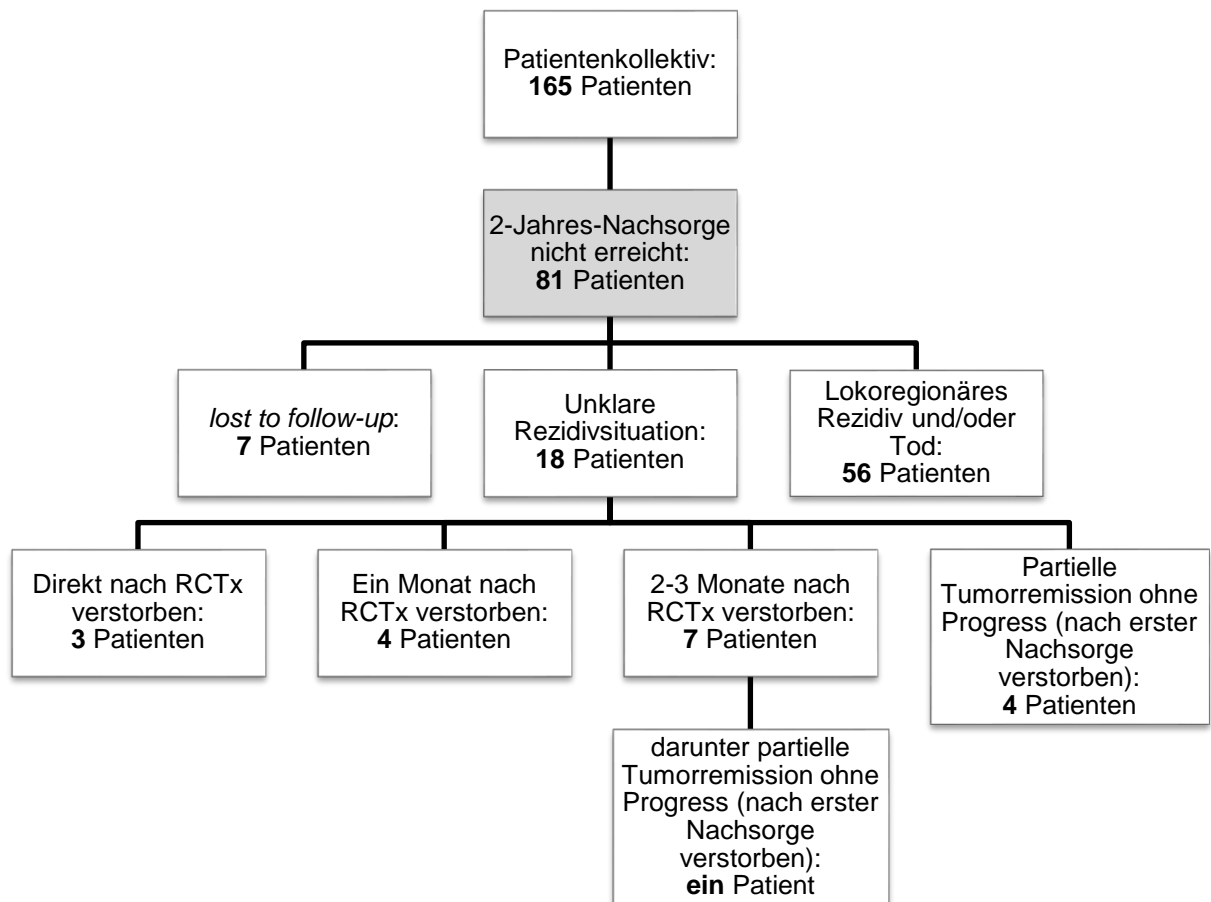 Patientenkollektiv:
165 Patienten
2-Jahres-Nachsorge
nicht erreicht:
81 Patienten
lost to follow-up:
7 Patienten
Unklare
Rezidivsituation:
18 Patienten
Lokoregionäres
Rezidiv und/oder
Tod:
56 Patienten
Direkt nach RCTx
verstorben:
3 Patienten
Ein Monat nach
RCTx verstorben:
4 Patienten
2-3 Monate nach
RCTx verstorben:
7 Patienten
Partielle
Tumorremission ohne
Progress (nach erster
Nachsorge
verstorben):
4 Patienten
darunter partielle
Tumorremission ohne
Progress (nach erster
Nachsorge
verstorben):
ein Patient